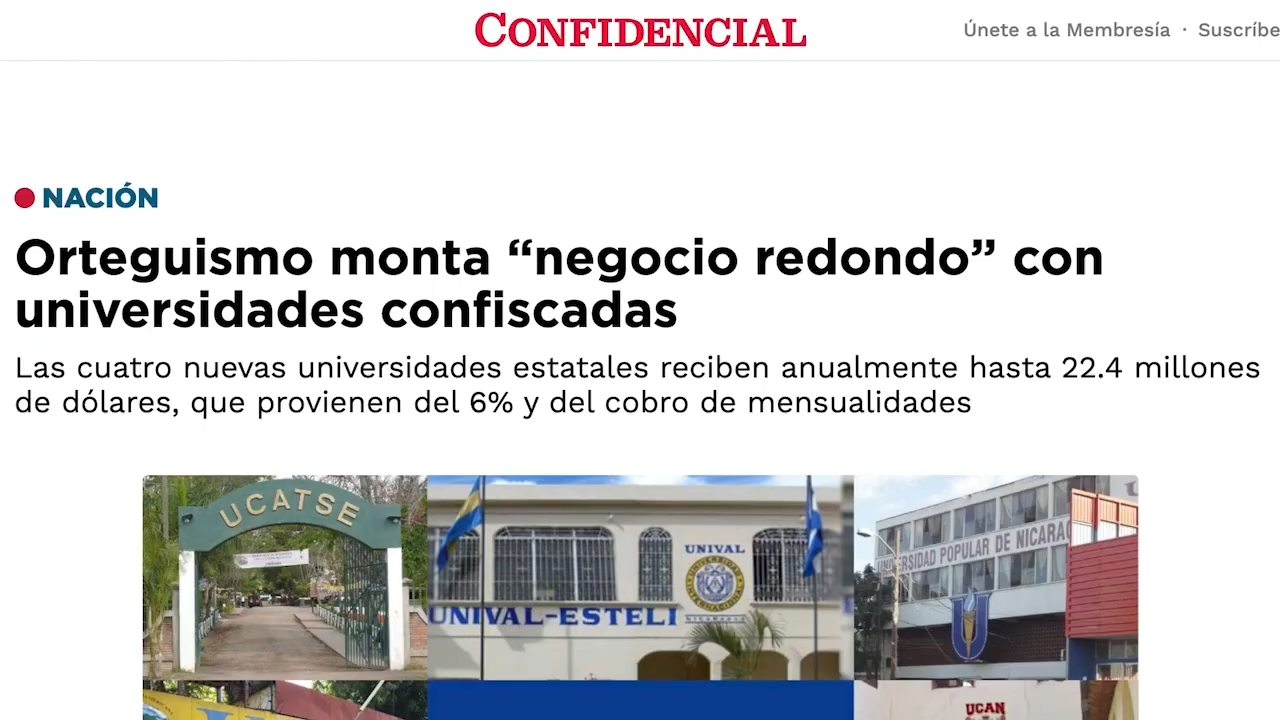 CONFIDENCIAL
Únete a la Membresía · Suscríbe
NACIÓN
Orteguismo monta “negocio redondo” con
universidades confiscadas
Las cuatro nuevas universidades estatales reciben anualmente hasta 22.4 millones
de dólares, que provienen del 6% y del cobro de mensualidades
UCATSE
UNIVAL
UNIVAL-ESTELI
UNIVERSIDAD POPULAR DE NICARAG
UCAN